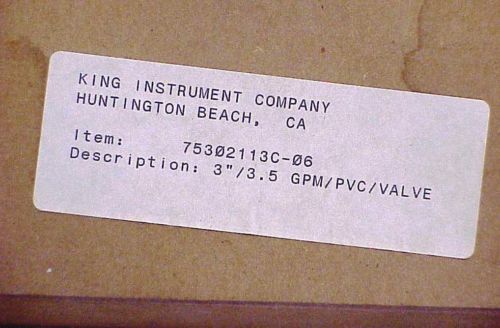 KING INSTRUMENT COMPANY
HUNTINGTON BEACH, CA
Item: 75302113C-06
Description: 3"/3.5 GPM/PVC/VALVE